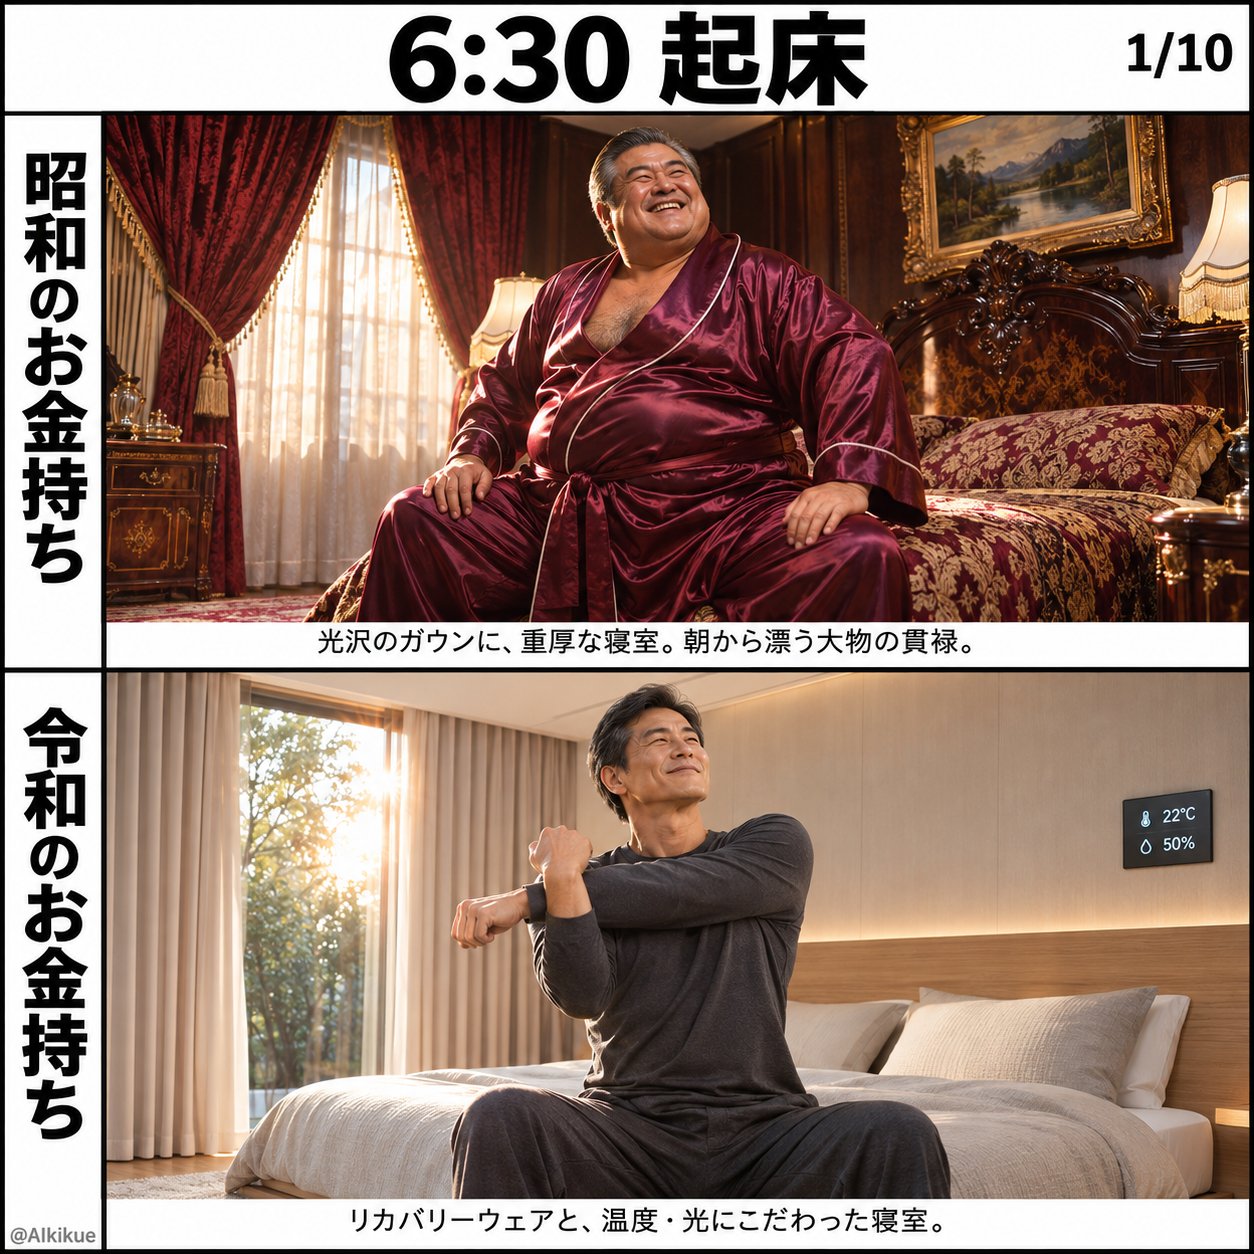 6:30 起床
1/10
昭和のお金持ち
光沢のガウンに、重厚な寝室。朝から漂う大物の貫禄。
令和のお金持ち
22°C
50%
リカバリーウェアと、温度・光にこだわった寝室。
@AIkikue